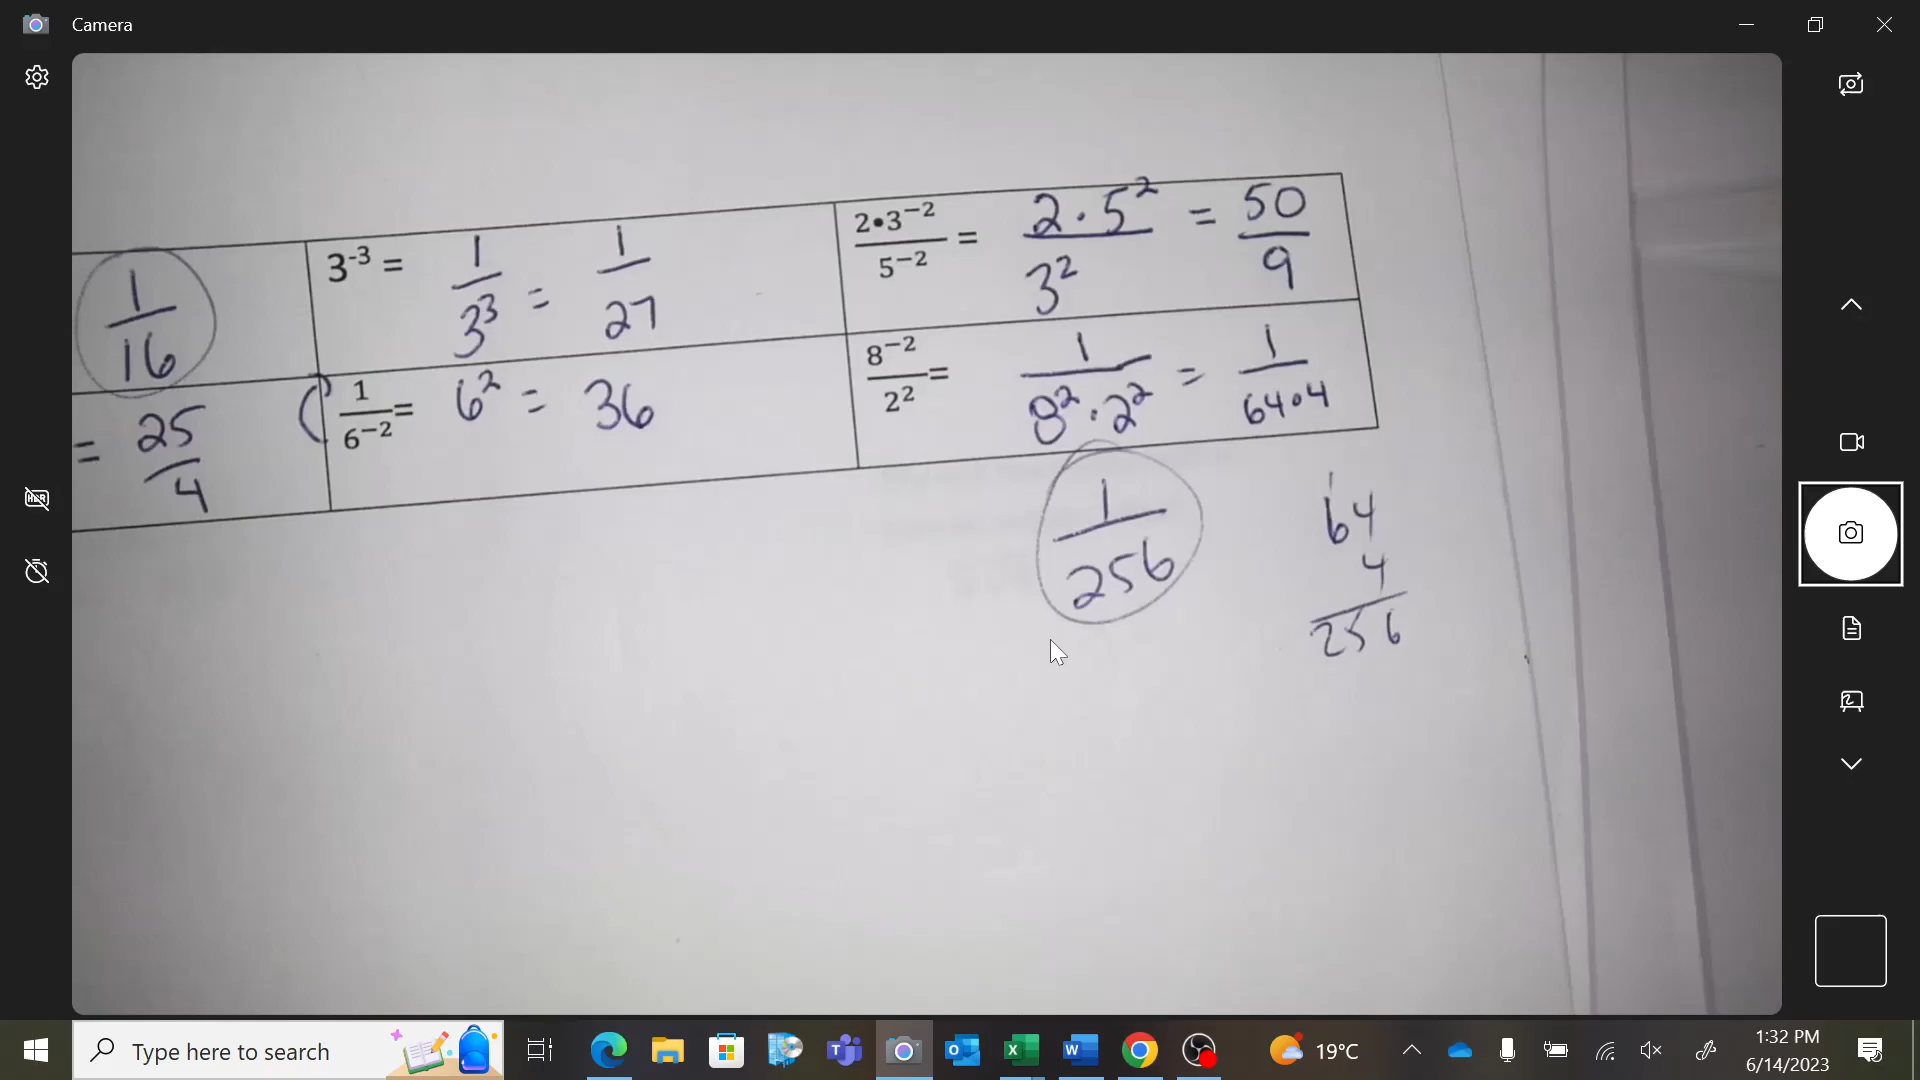 Camera
1/16
3⁻³ = 1/3³ = 1/27
2•3⁻²/5⁻² = 2·5²/3² = 50/9
= 25/4
1/6⁻² = 6² = 36
8⁻²/2² = 1/8²·2² = 1/64•4
1/256
1
64
4
256
Type here to search
19°C
1:32 PM
6/14/2023